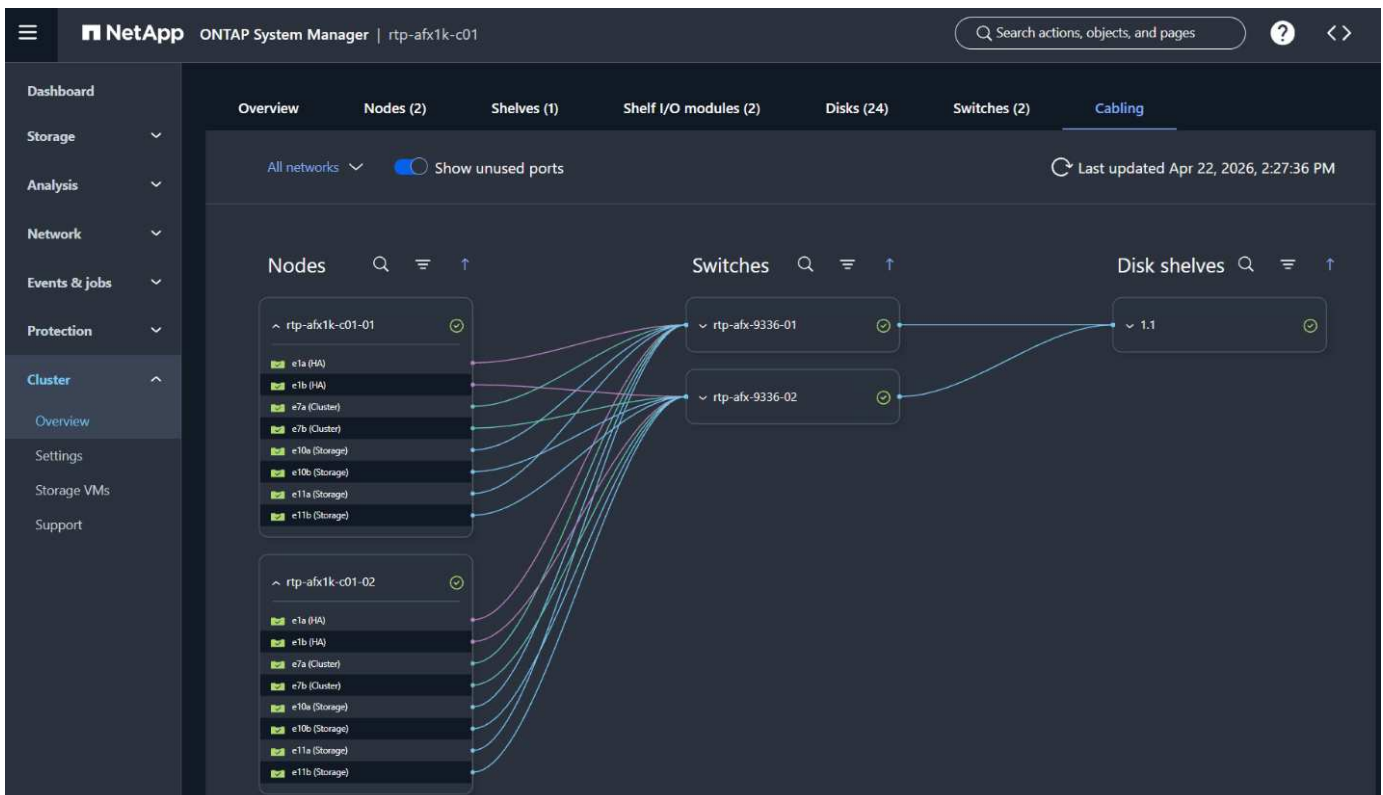 NetApp ONTAP System Manager | rtp-afx1k-c01
Search actions, objects, and pages
Dashboard
Storage
Analysis
Network
Events & jobs
Protection
Cluster
Overview
Settings
Storage VMs
Support
Overview Nodes (2) Shelves (1) Shelf I/O modules (2) Disks (24) Switches (2) Cabling
All networks Show unused ports Last updated Apr 22, 2026, 2:27:36 PM
Nodes
rtp-afx1k-c01-01
e1a (HA)
e1b (HA)
e7a (Cluster)
e7b (Cluster)
e10a (Storage)
e10b (Storage)
e11a (Storage)
e11b (Storage)
rtp-afx1k-c01-02
e1a (HA)
e1b (HA)
e7a (Cluster)
e7b (Cluster)
e10a (Storage)
e10b (Storage)
e11a (Storage)
e11b (Storage)
Switches
rtp-afx-9336-01
rtp-afx-9336-02
Disk shelves
1.1